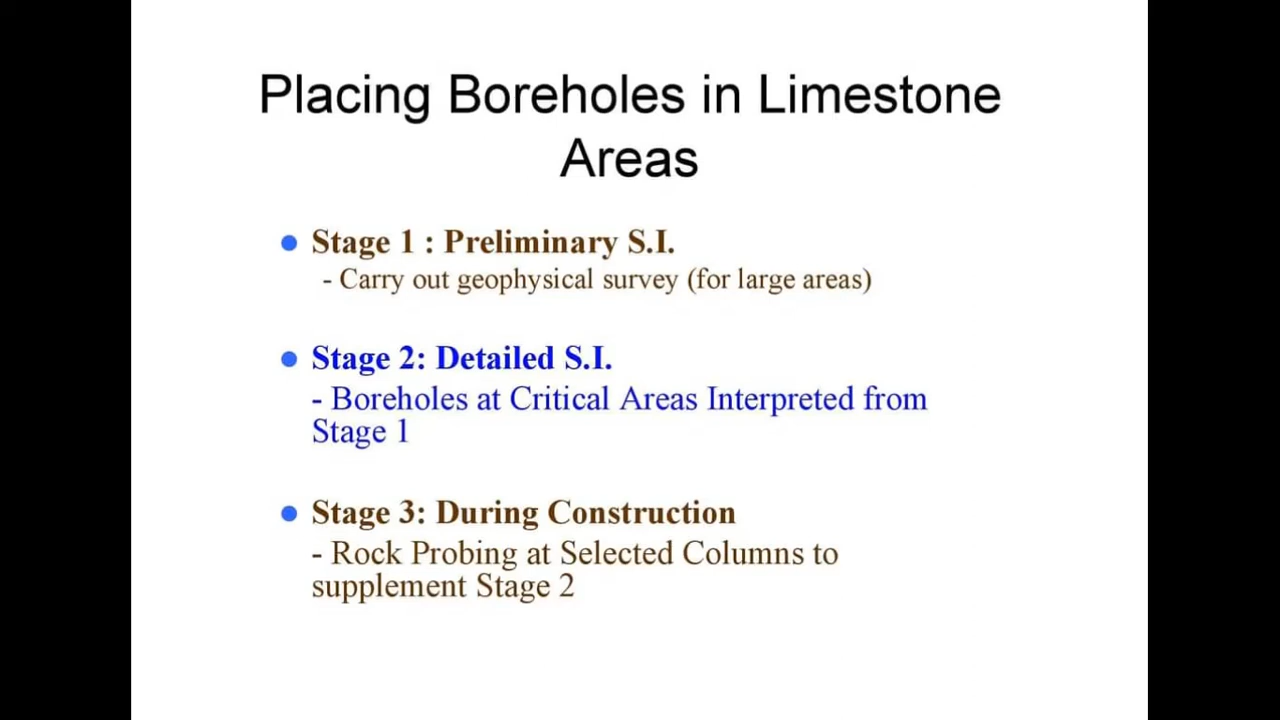 Placing Boreholes in Limestone
Areas
Stage 1 : Preliminary S.I.
- Carry out geophysical survey (for large areas)
Stage 2: Detailed S.I.
- Boreholes at Critical Areas Interpreted from
Stage 1
Stage 3: During Construction
- Rock Probing at Selected Columns to
supplement Stage 2